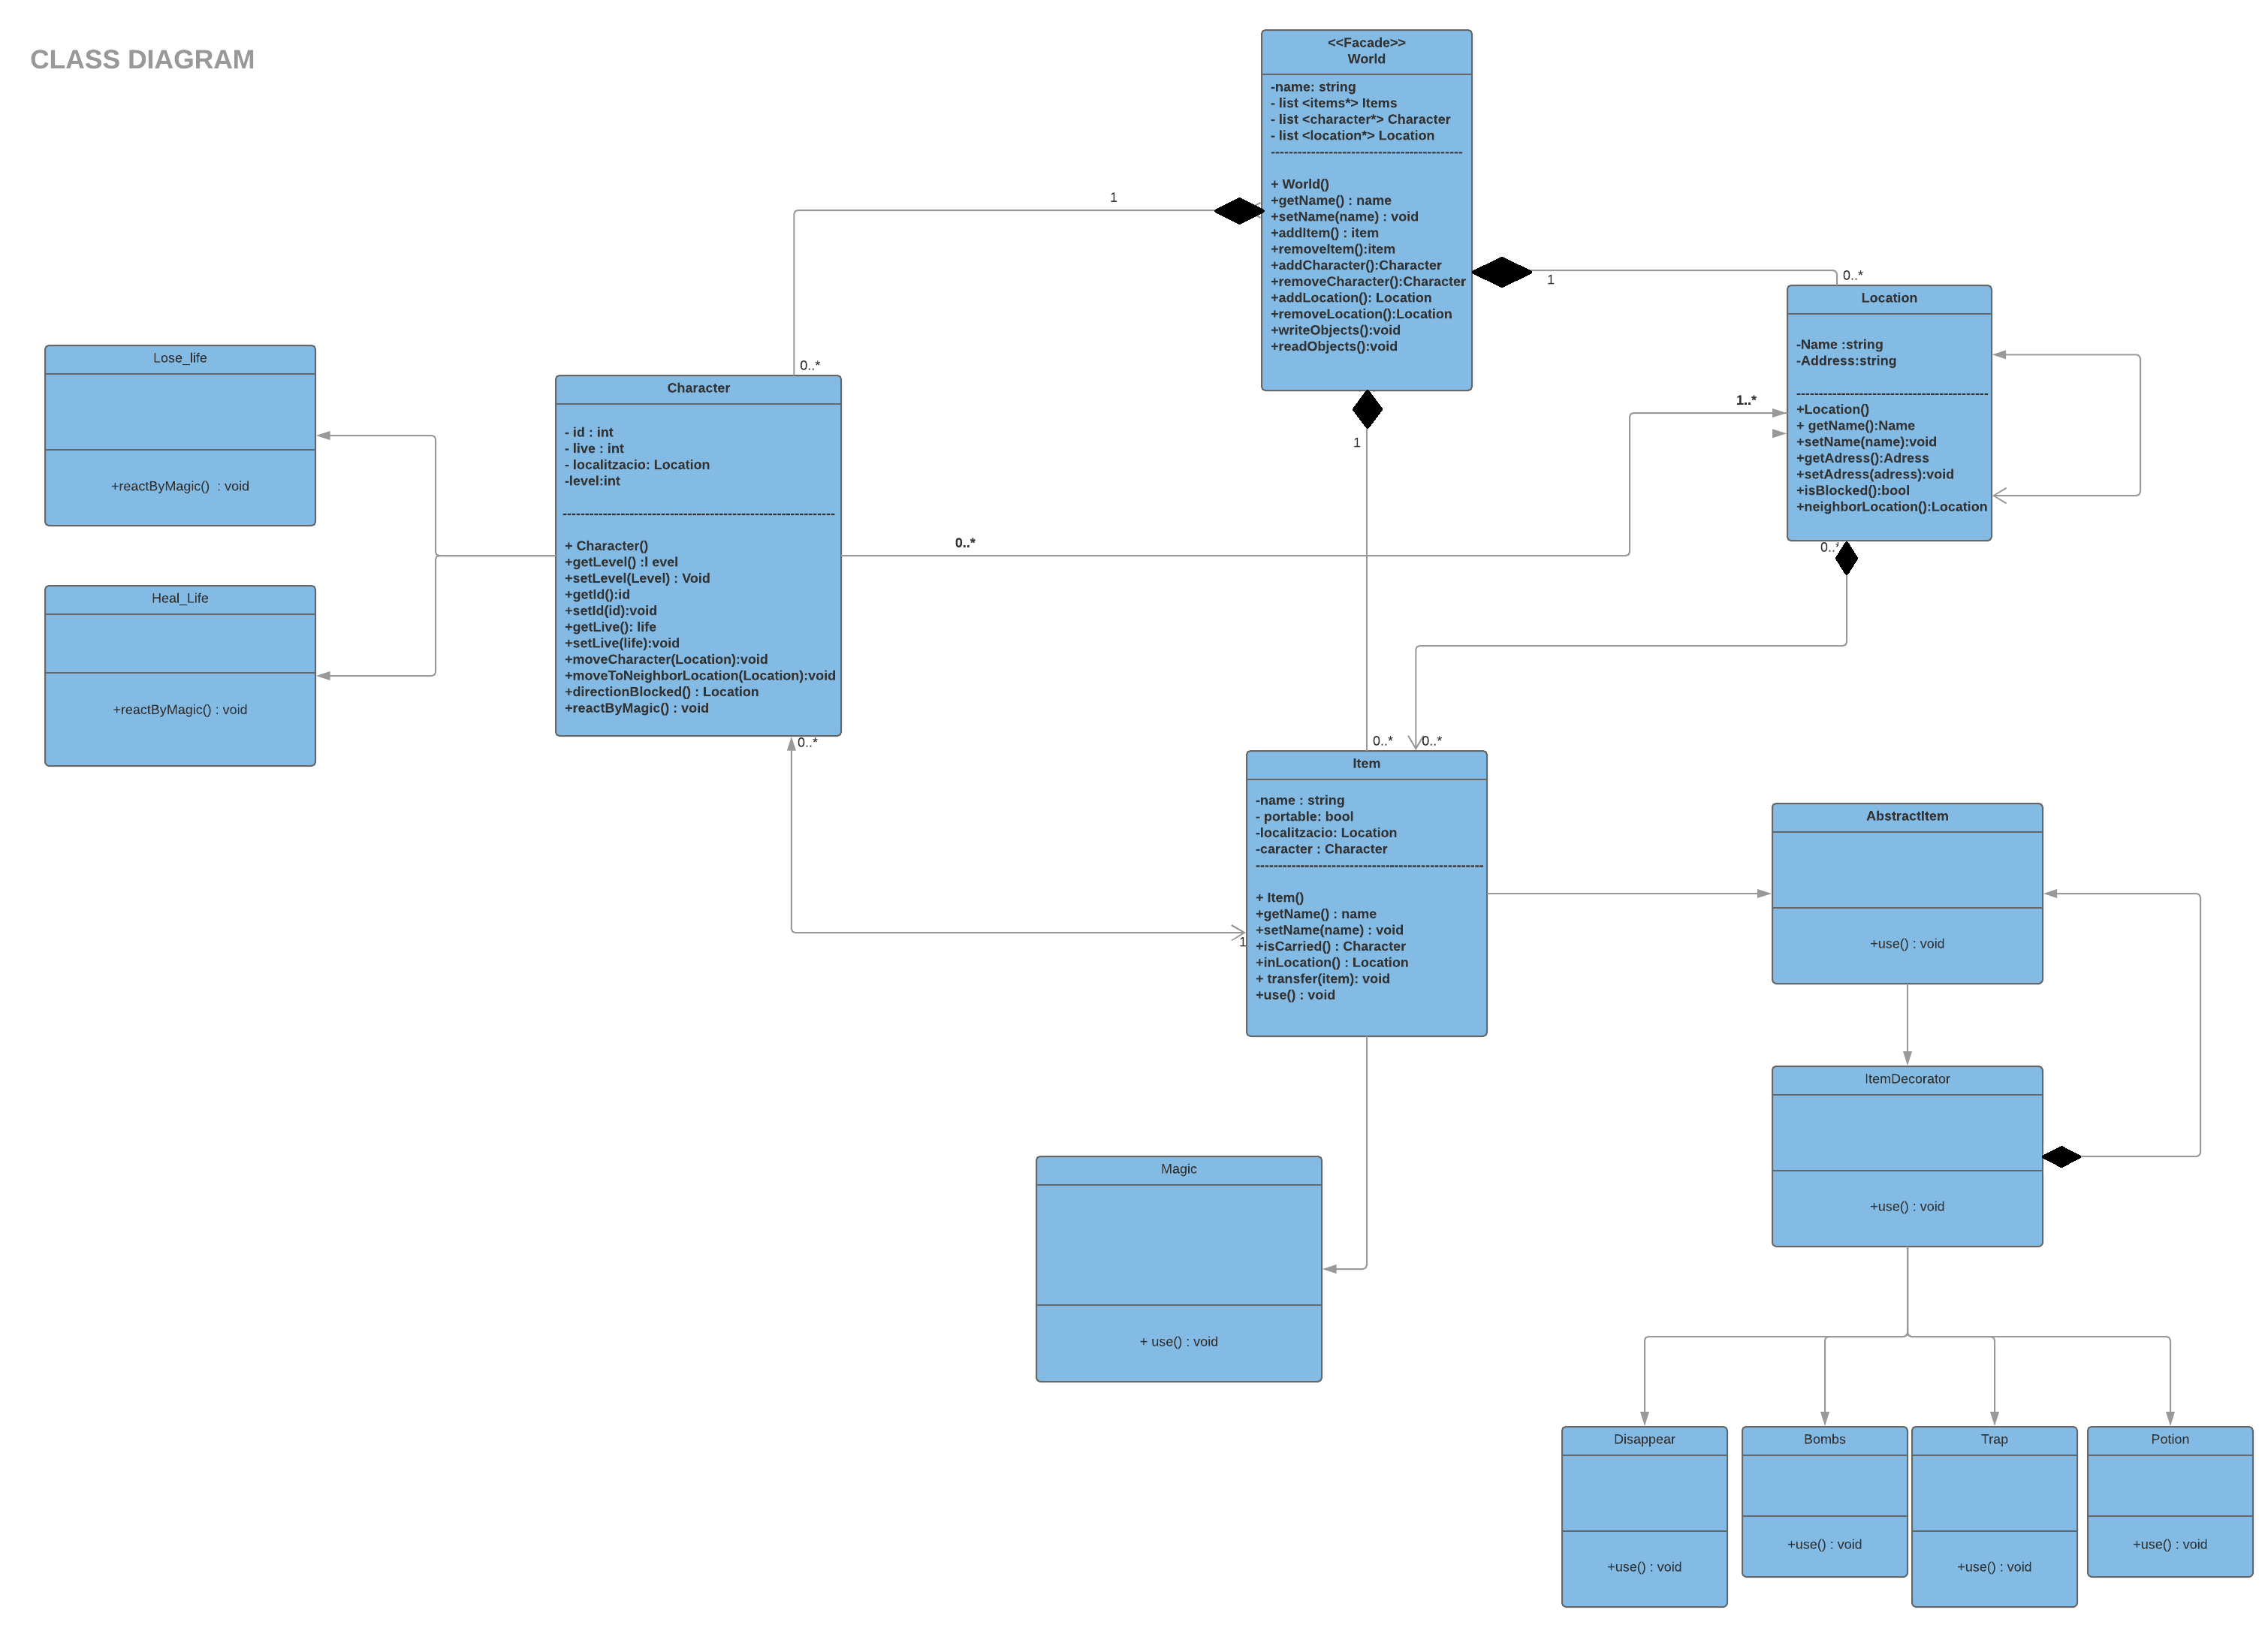 CLASS DIAGRAM
<<Facade>>
World
-name: string
- list <items*> Items
- list <character*> Character
- list <location*> Location
-------------------------------------------
+ World()
+getName() : name
+setName(name) : void
+addItem() : item
+removeItem():item
+addCharacter():Character
+removeCharacter():Character
+addLocation(): Location
+removeLocation():Location
+writeObjects():void
+readObjects():void
1
0..*
1
0..*
1
Location
-Name :string
-Address:string
-------------------------------------------
+Location()
+ getName():Name
+setName(name):void
+getAdress():Adress
+setAdress(adress):void
+isBlocked():bool
+neighborLocation():Location
1..*
0..*
Lose_life
+reactByMagic()  : void
Heal_Life
+reactByMagic() : void
Character
- id : int
- live : int
- localitzacio: Location
-level:int
-------------------------------------------------------------
+ Character()
+getLevel() :l evel
+setLevel(Level) : Void
+getId():id
+setId(id):void
+getLive(): life
+setLive(life):void
+moveCharacter(Location):void
+moveToNeighborLocation(Location):void
+directionBlocked() : Location
+reactByMagic() : void
0..*
0..*
0..*
0..*
1
Item
-name : string
- portable: bool
-localitzacio: Location
-caracter : Character
---------------------------------------------------
+ Item()
+getName() : name
+setName(name) : void
+isCarried() : Character
+inLocation() : Location
+ transfer(item): void
+use() : void
AbstractItem
+use() : void
ItemDecorator
+use() : void
Magic
+ use() : void
Disappear
+use() : void
Bombs
+use() : void
Trap
+use() : void
Potion
+use() : void